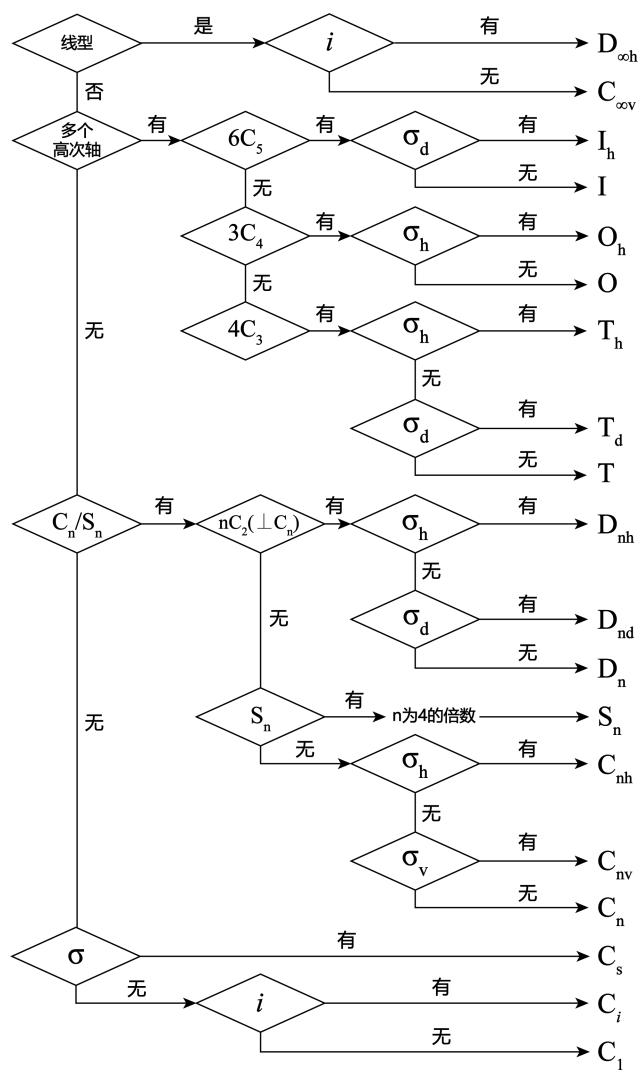 线型 是 i 有 D∞h
否 无 C∞v
多个
高次轴 有 6C₅ 有 σd 有 Ih
无 无 I
3C₄ 有 σh 有 Oh
无 无 O
无 4C₃ 有 σh 有 Th
无
σd 有 Td
无 T
Cn/Sn 有 nC₂(⊥Cn) 有 σh 有 Dnh
无
无 σd 有 Dnd
无 Dn
无 Sn 有 n为4的倍数 Sn
无 σh 有 Cnh
无
σv 有 Cnv
无 Cn
σ 有 Cs
无 i 有 Ci
无 C₁